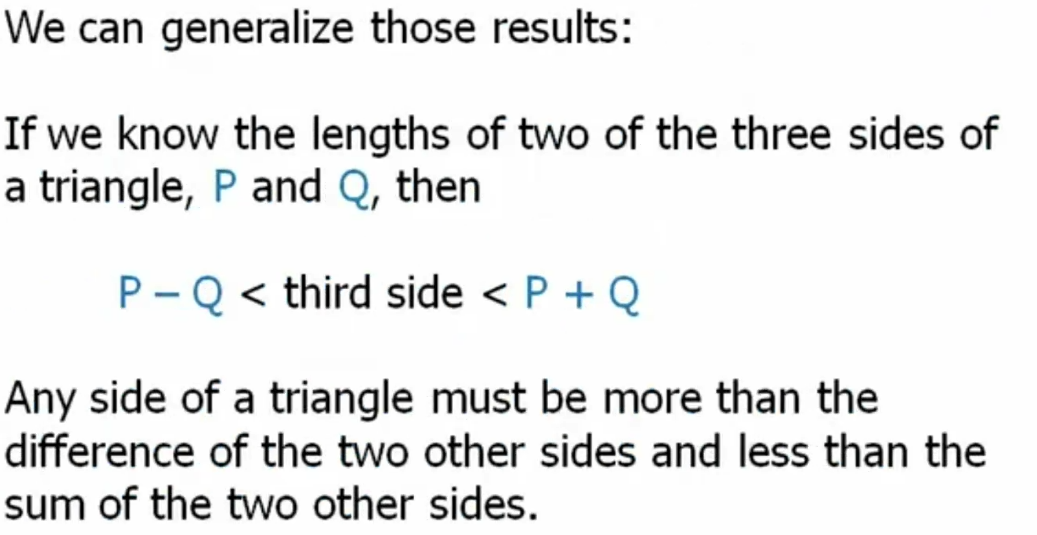 We can generalize those results:
If we know the lengths of two of the three sides of
a triangle, P and Q, then
P – Q < third side < P + Q
Any side of a triangle must be more than the
difference of the two other sides and less than the
sum of the two other sides.